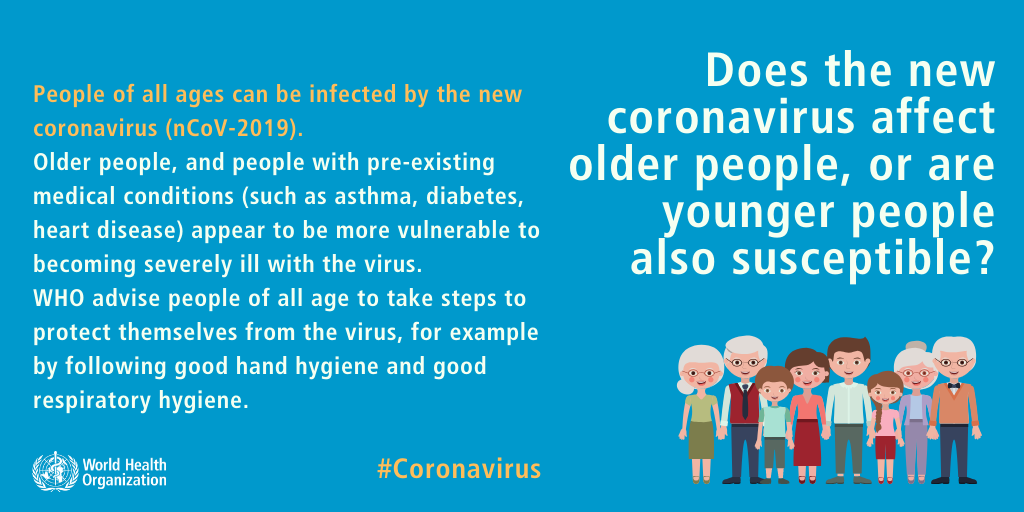 Does the new
coronavirus affect
older people, or are
younger people
also susceptible?
People of all ages can be infected by the new
coronavirus (nCoV-2019).
Older people, and people with pre-existing
medical conditions (such as asthma, diabetes,
heart disease) appear to be more vulnerable to
becoming severely ill with the virus.
WHO advise people of all age to take steps to
protect themselves from the virus, for example
by following good hand hygiene and good
respiratory hygiene.
#Coronavirus
World Health
Organization